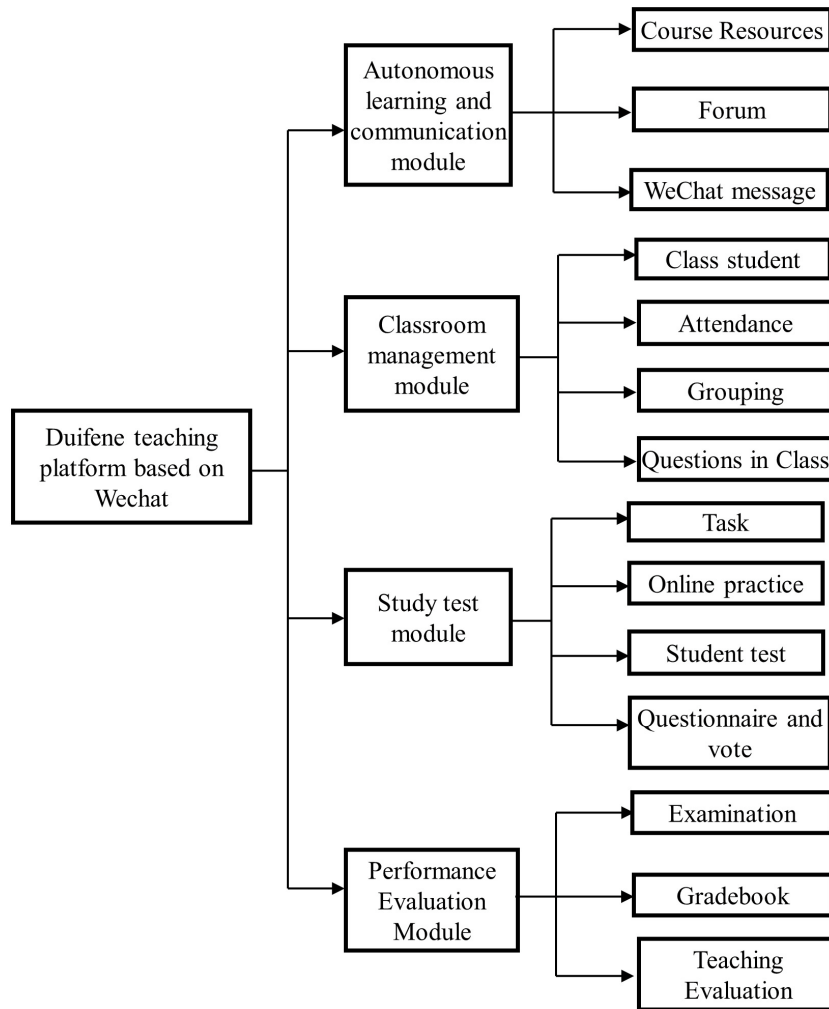 Course Resources
Autonomous
learning and
communication
module
Forum
WeChat message
Class student
Classroom
management
module
Attendance
Grouping
Questions in Class
Duifene teaching
platform based on
Wechat
Task
Study test
module
Online practice
Student test
Questionnaire and
vote
Examination
Performance
Evaluation
Module
Gradebook
Teaching
Evaluation